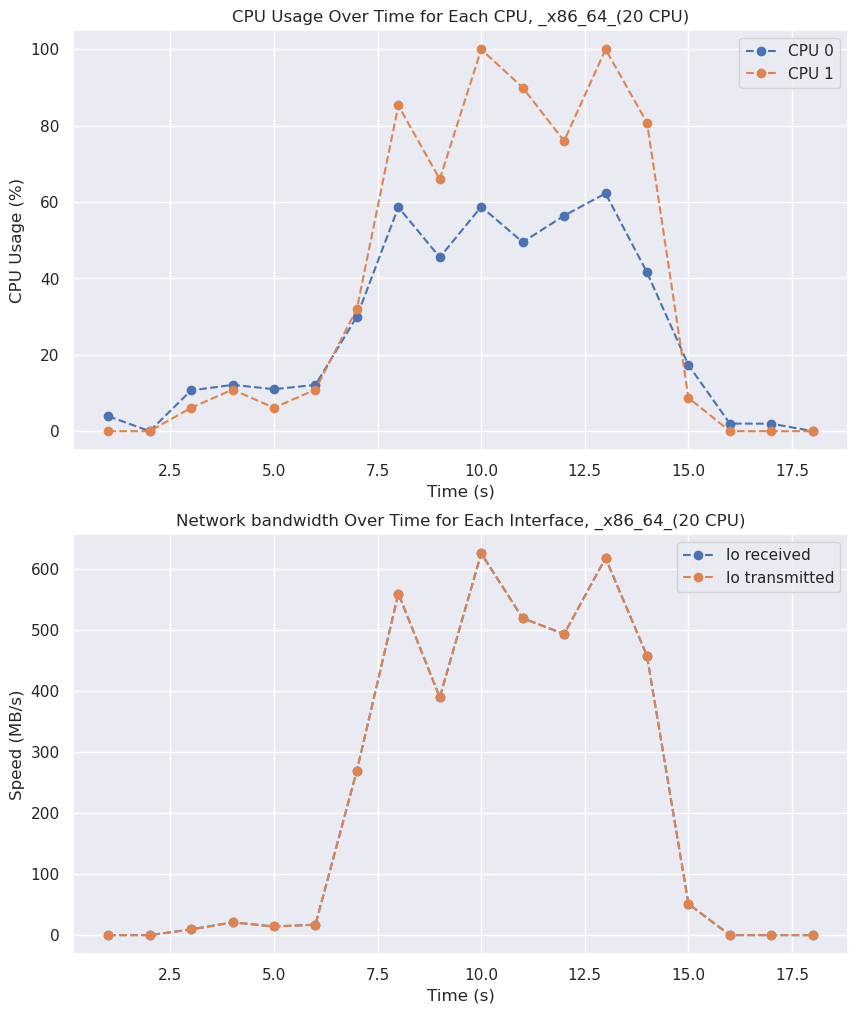 CPU Usage Over Time for Each CPU, _x86_64_(20 CPU)
CPU 0
CPU 1
100
80
60
40
20
0
CPU Usage (%)
2.5 5.0 7.5 10.0 12.5 15.0 17.5
Time (s)
Network bandwidth Over Time for Each Interface, _x86_64_(20 CPU)
lo received
lo transmitted
600
500
400
300
200
100
0
Speed (MB/s)
2.5 5.0 7.5 10.0 12.5 15.0 17.5
Time (s)